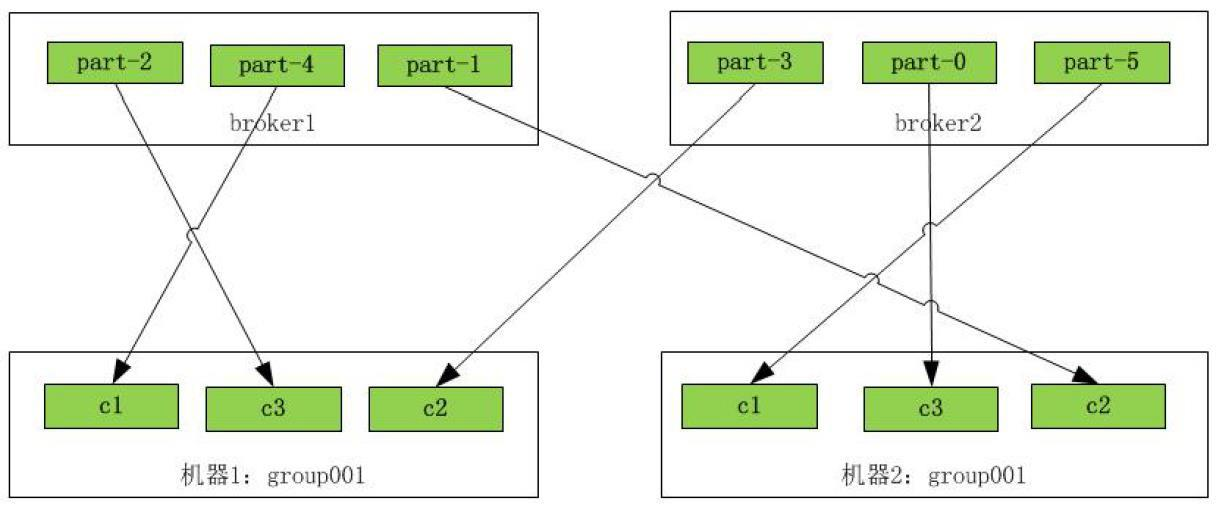 part-2 part-4 part-1
broker1
part-3 part-0 part-5
broker2
c1 c3 c2
机器1: group001
c1 c3 c2
机器2: group001